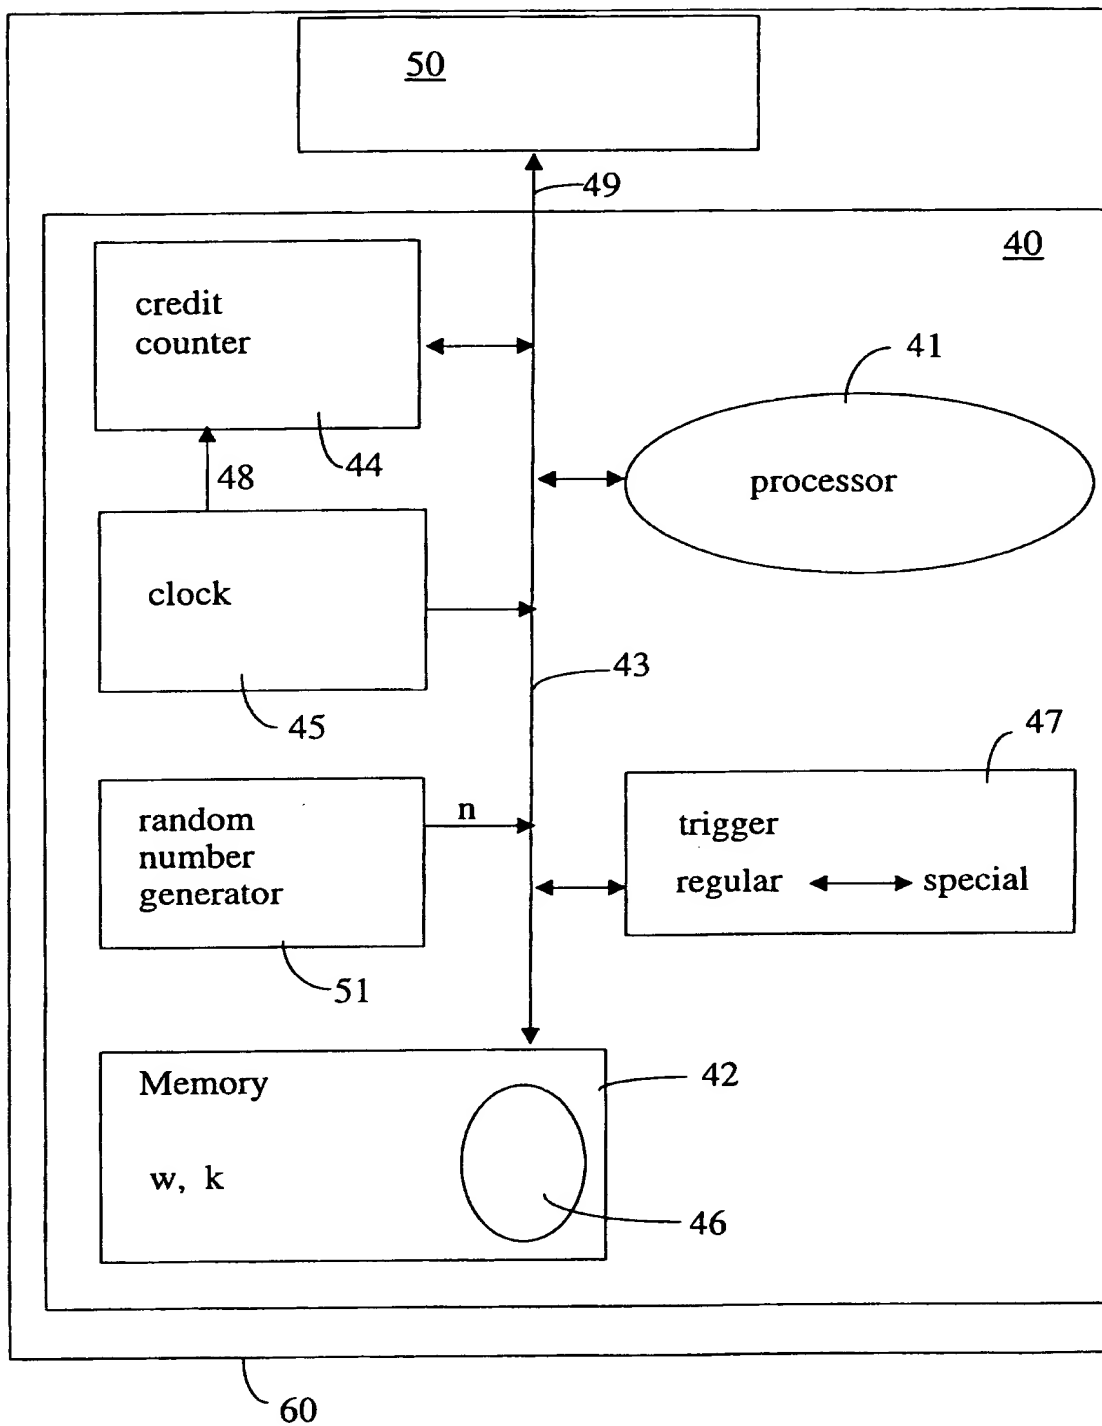 50
49
40
credit
counter
41
44
48
processor
clock
43
45
47
n
random
number
generator
trigger
regular
special
51
Memory
42
w, k
46
60